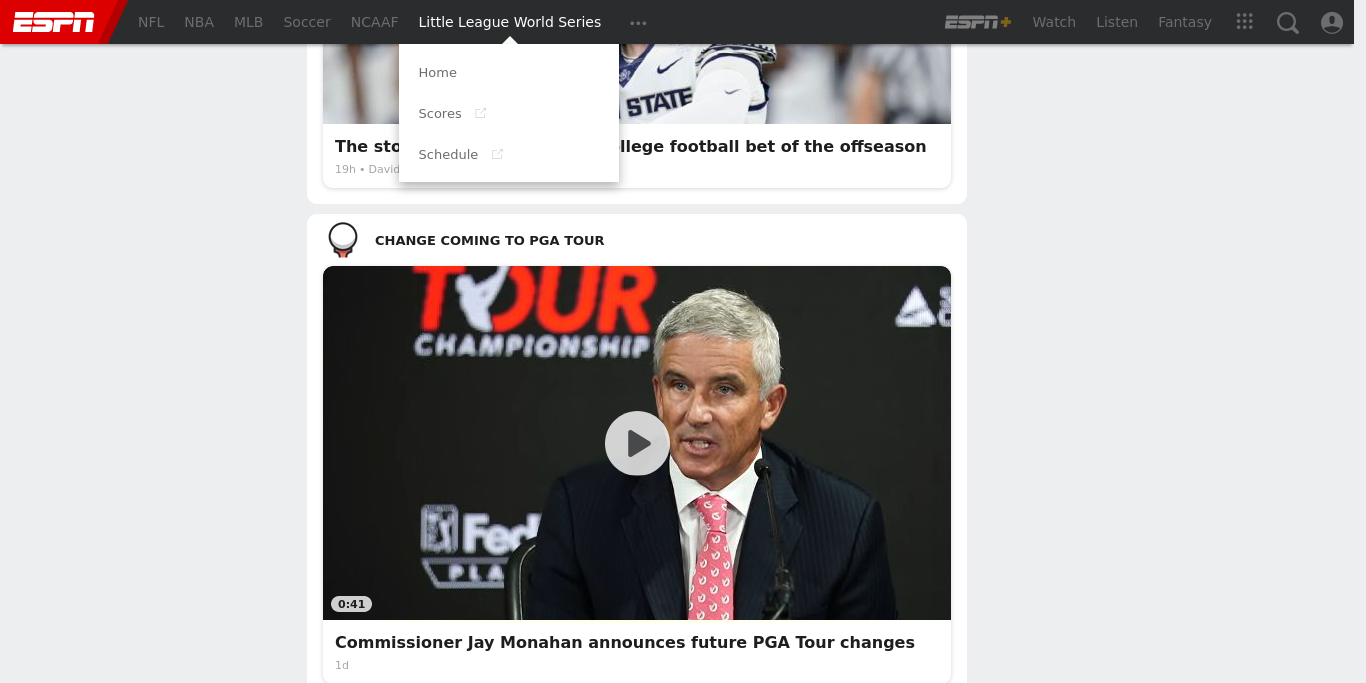 ESPN NFL NBA MLB Soccer NCAAF Little League World Series ESPN+ Watch Listen Fantasy
Home
Scores
Schedule
STATE
The sto
llege football bet of the offseason
19h • David
CHANGE COMING TO PGA TOUR
TOUR
CHAMPIONSHIP
Fed
PLA
0:41
Commissioner Jay Monahan announces future PGA Tour changes
1d